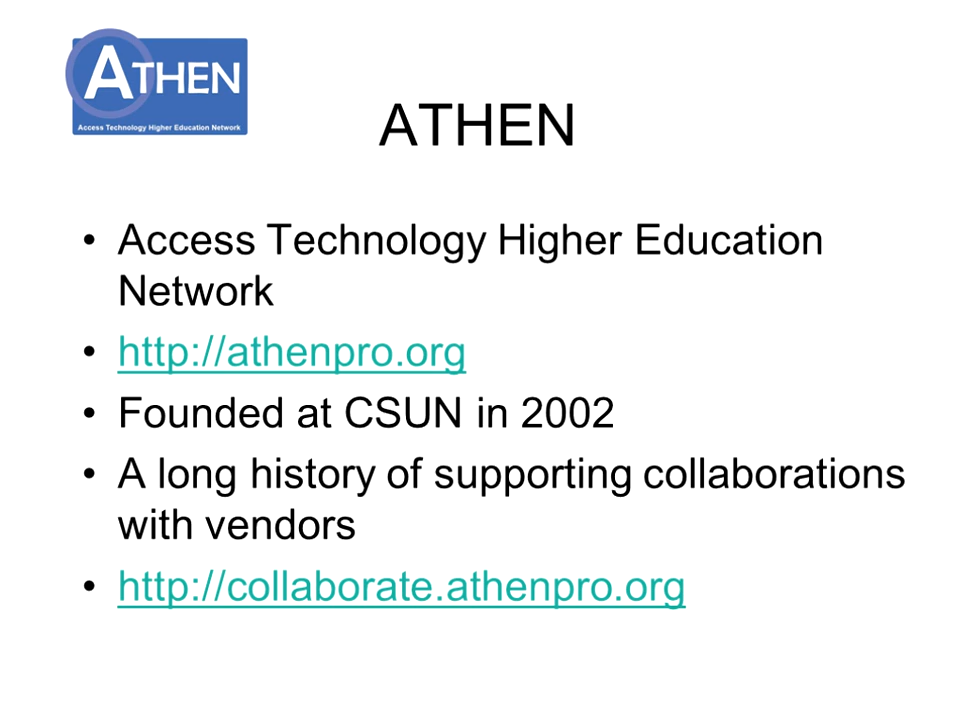 ATHEN
Access Technology Higher Education Network
ATHEN
• Access Technology Higher Education
Network
• http://athenpro.org
• Founded at CSUN in 2002
• A long history of supporting collaborations
with vendors
• http://collaborate.athenpro.org